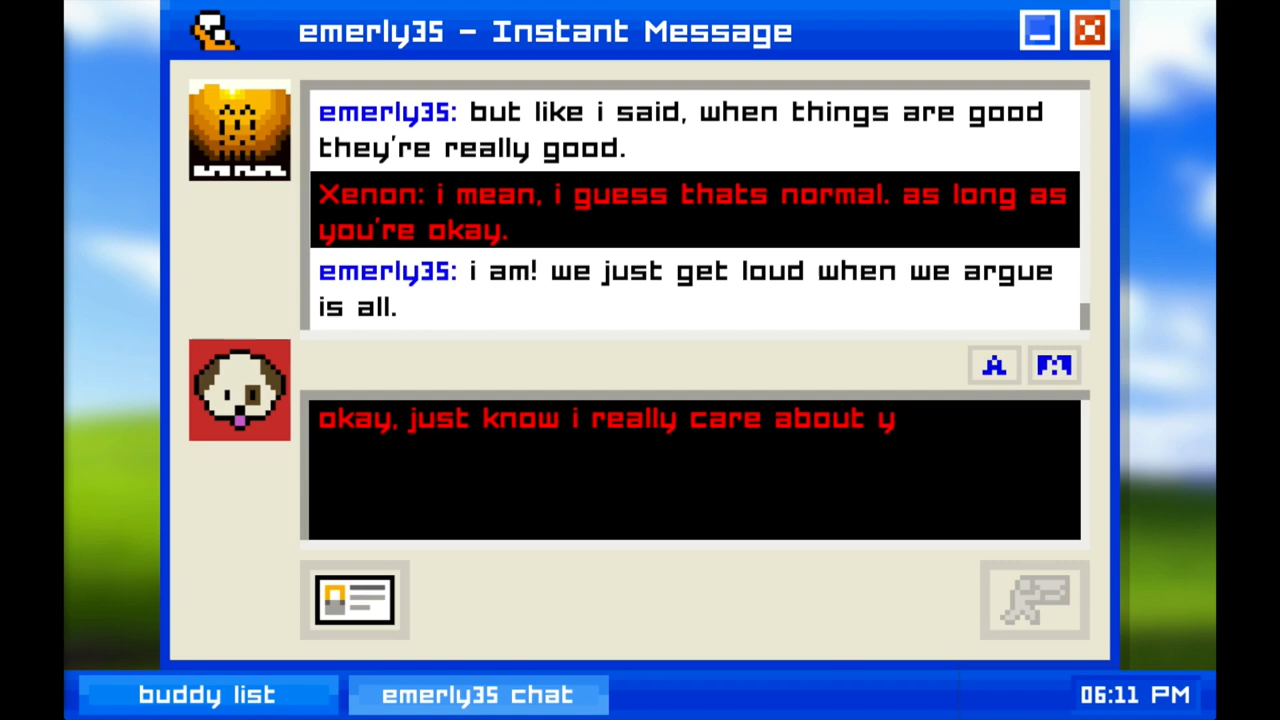 emerly35 - Instant Message
emerly35: but like i said, when things are good
they're really good.
Xenon: i mean, i guess thats normal. as long as
you're okay.
emerly35: i am! we just get loud when we argue
is all.
A
okay, just know i really care about y
buddy list
emerly35 chat
06:11 PM